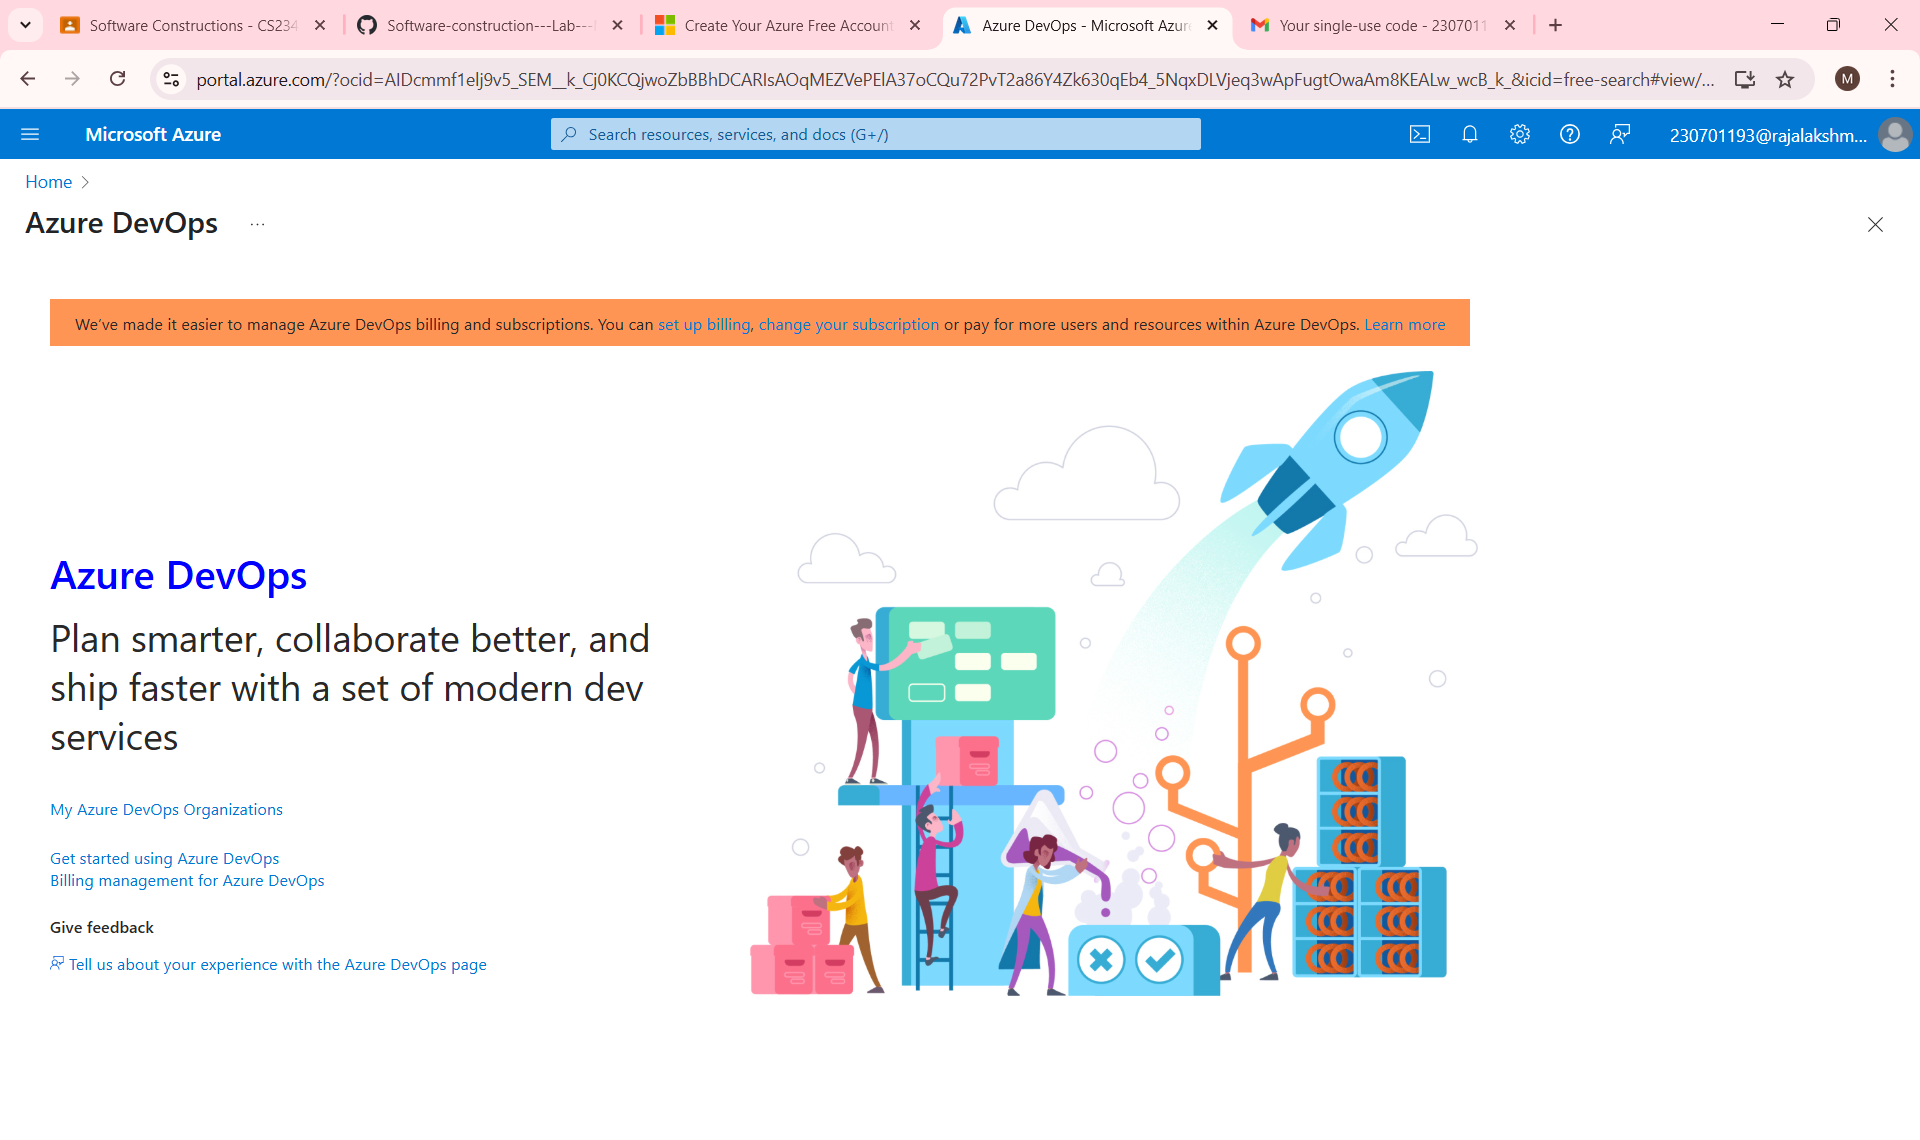 Software Constructions - CS234
Software-construction---Lab---
Create Your Azure Free Account
Azure DevOps - Microsoft Azure
Your single-use code - 2307011
portal.azure.com/?ocid=AIDcmmf1elj9v5_SEM__k_Cj0KCQjwoZbBBhDCARIsAOqMEZVePElA37oCQu72PvT2a86Y4Zk630qEb4_5NqxDLVjeq3wApFugtOwaAm8KEALw_wcB_k_&icid=free-search#view/...
M
Microsoft Azure
Search resources, services, and docs (G+/)
230701193@rajalakshm...
Home
Azure DevOps
...
We've made it easier to manage Azure DevOps billing and subscriptions. You can set up billing, change your subscription or pay for more users and resources within Azure DevOps. Learn more
Azure DevOps
Plan smarter, collaborate better, and
ship faster with a set of modern dev
services
My Azure DevOps Organizations
Get started using Azure DevOps
Billing management for Azure DevOps
Give feedback
Tell us about your experience with the Azure DevOps page